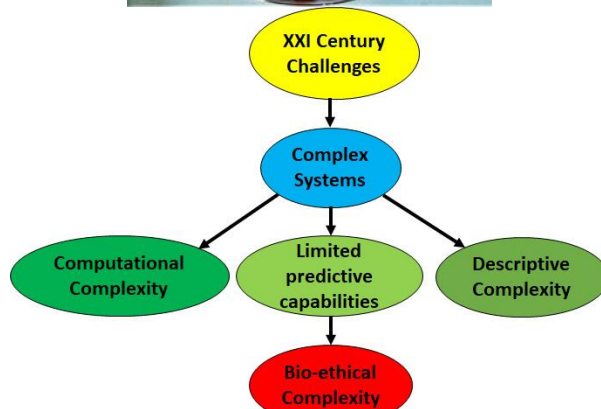 XXI Century
Challenges
Complex
Systems
Computational
Complexity
Limited
predictive
capabilities
Descriptive
Complexity
Bio-ethical
Complexity